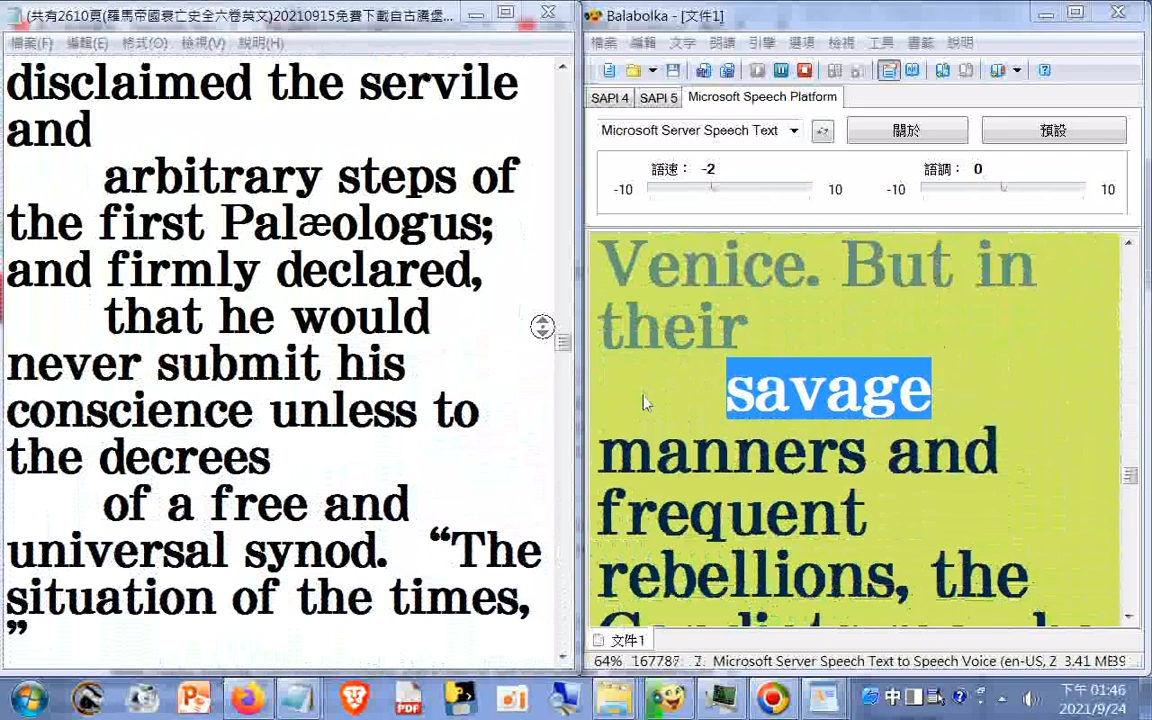 (共有2610頁(羅馬帝國衰亡史全六卷英文)20210915免費下載自古騰堡...
檔案(F) 編輯(E) 格式(O) 檢視(V) 說明(H)
disclaimed the servile
and
arbitrary steps of
the first Palæologus;
and firmly declared,
that he would
never submit his
conscience unless to
the decrees
of a free and
universal synod. “The
situation of the times,
”
Balabolka - [文件1]
檔案 編輯 文字 朗讀 引擎 選項 檢視 工具 書籤 說明
SAPI 4 SAPI 5 Microsoft Speech Platform
Microsoft Server Speech Text 關於 預設
語速： -2 語調： 0
-10 10 -10 10
Venice. But in
their
savage
manners and
frequent
rebellions, the
文件1
64% Microsoft Server Speech Text to Speech Voice (en-US, Z 3.41 MB
中
下午 01:46
2021/9/24